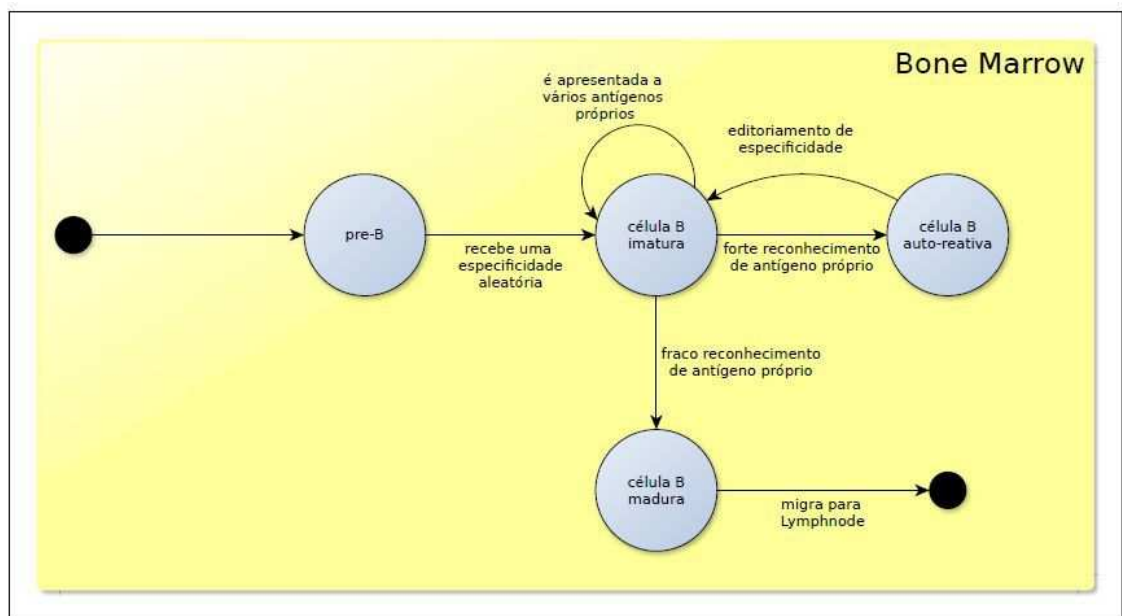 Bone Marrow
é apresentada a
vários antígenos
próprios
editoriamento de
especificidade
pre-B
recebe uma
especificidade
aleatória
célula B
imatura
forte reconhecimento
de antígeno próprio
célula B
auto-reativa
fraco reconhecimento
de antígeno próprio
célula B
madura
migra para
Lymphnode